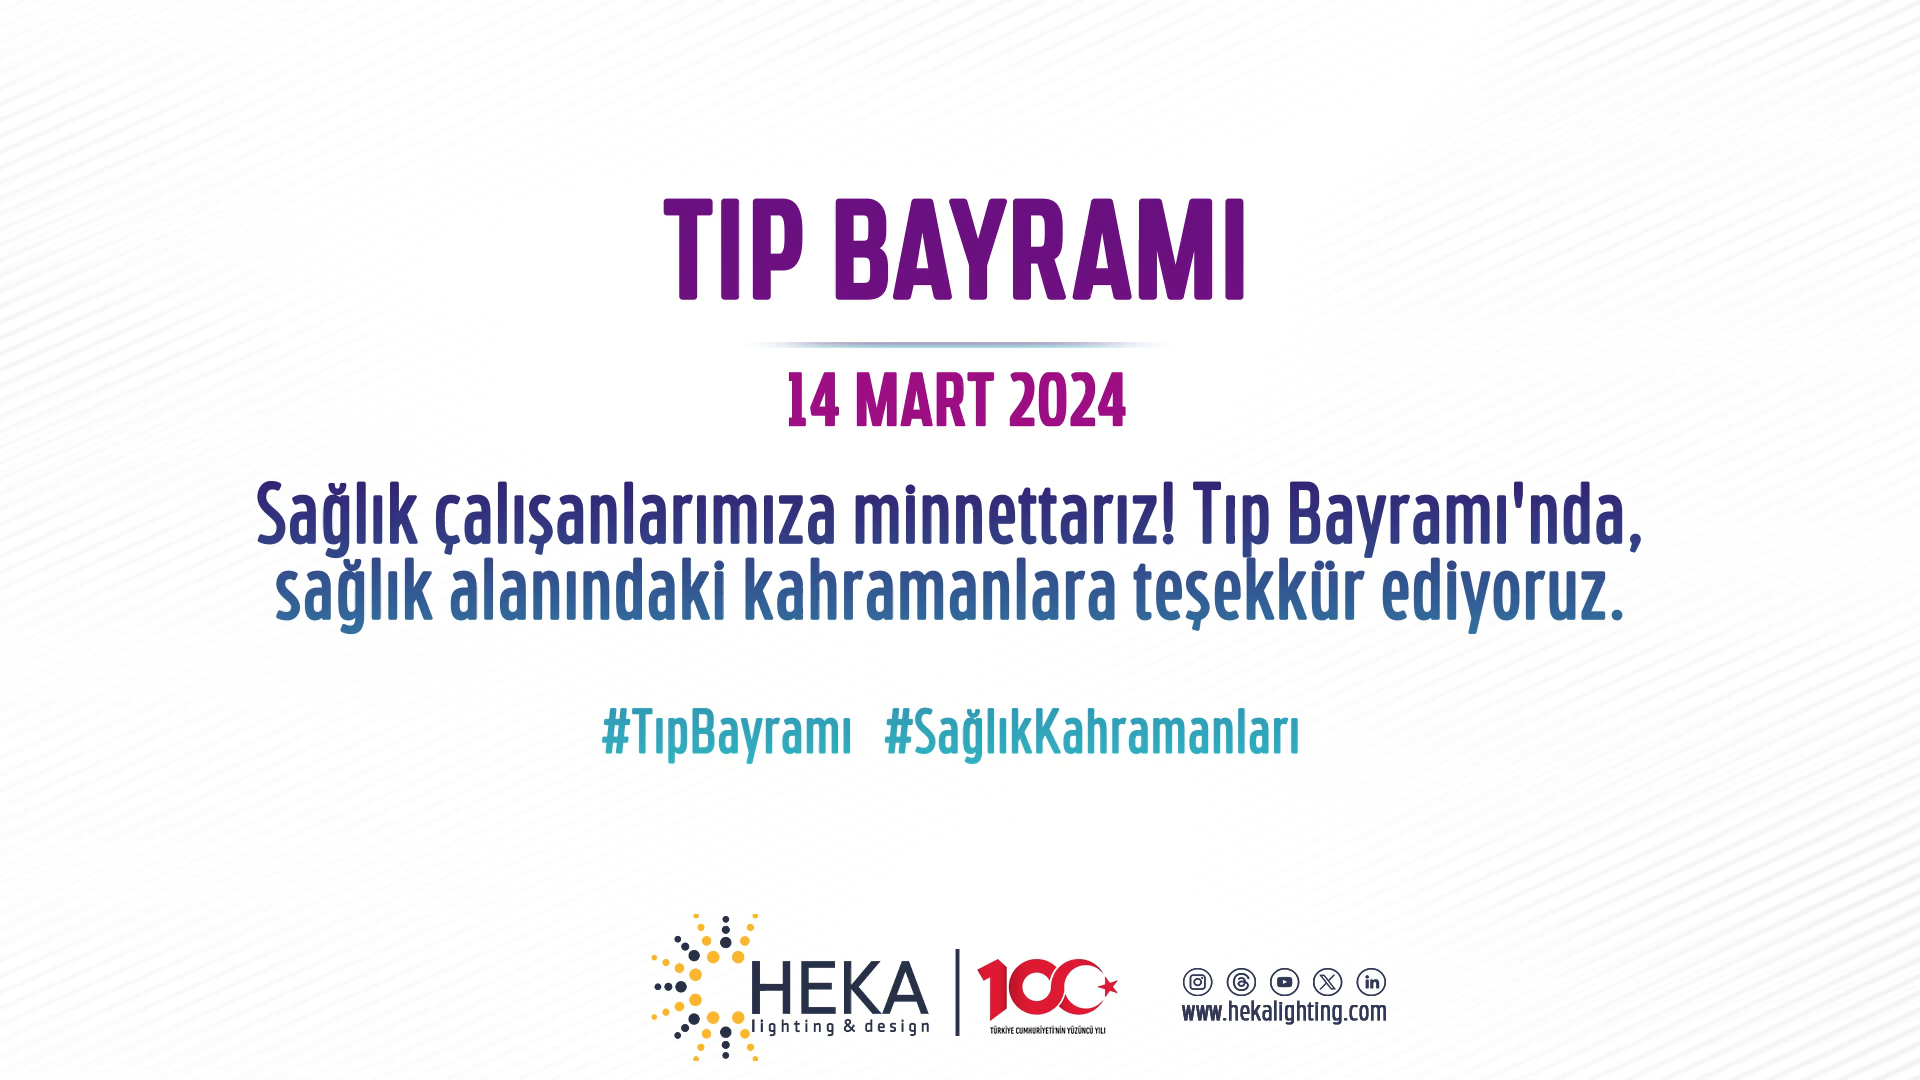 TIP BAYRAMI
14 MART 2024
Sağlık çalışanlarımıza minnettarız! Tıp Bayramı'nda,
sağlık alanındaki kahramanlara teşekkür ediyoruz.
#TıpBayramı #SağlıkKahramanları
HEKA
lighting & design
100
TÜRKİYE CUMHURİYETİ'NİN YÜZÜNCÜ YILI
www.hekalighting.com